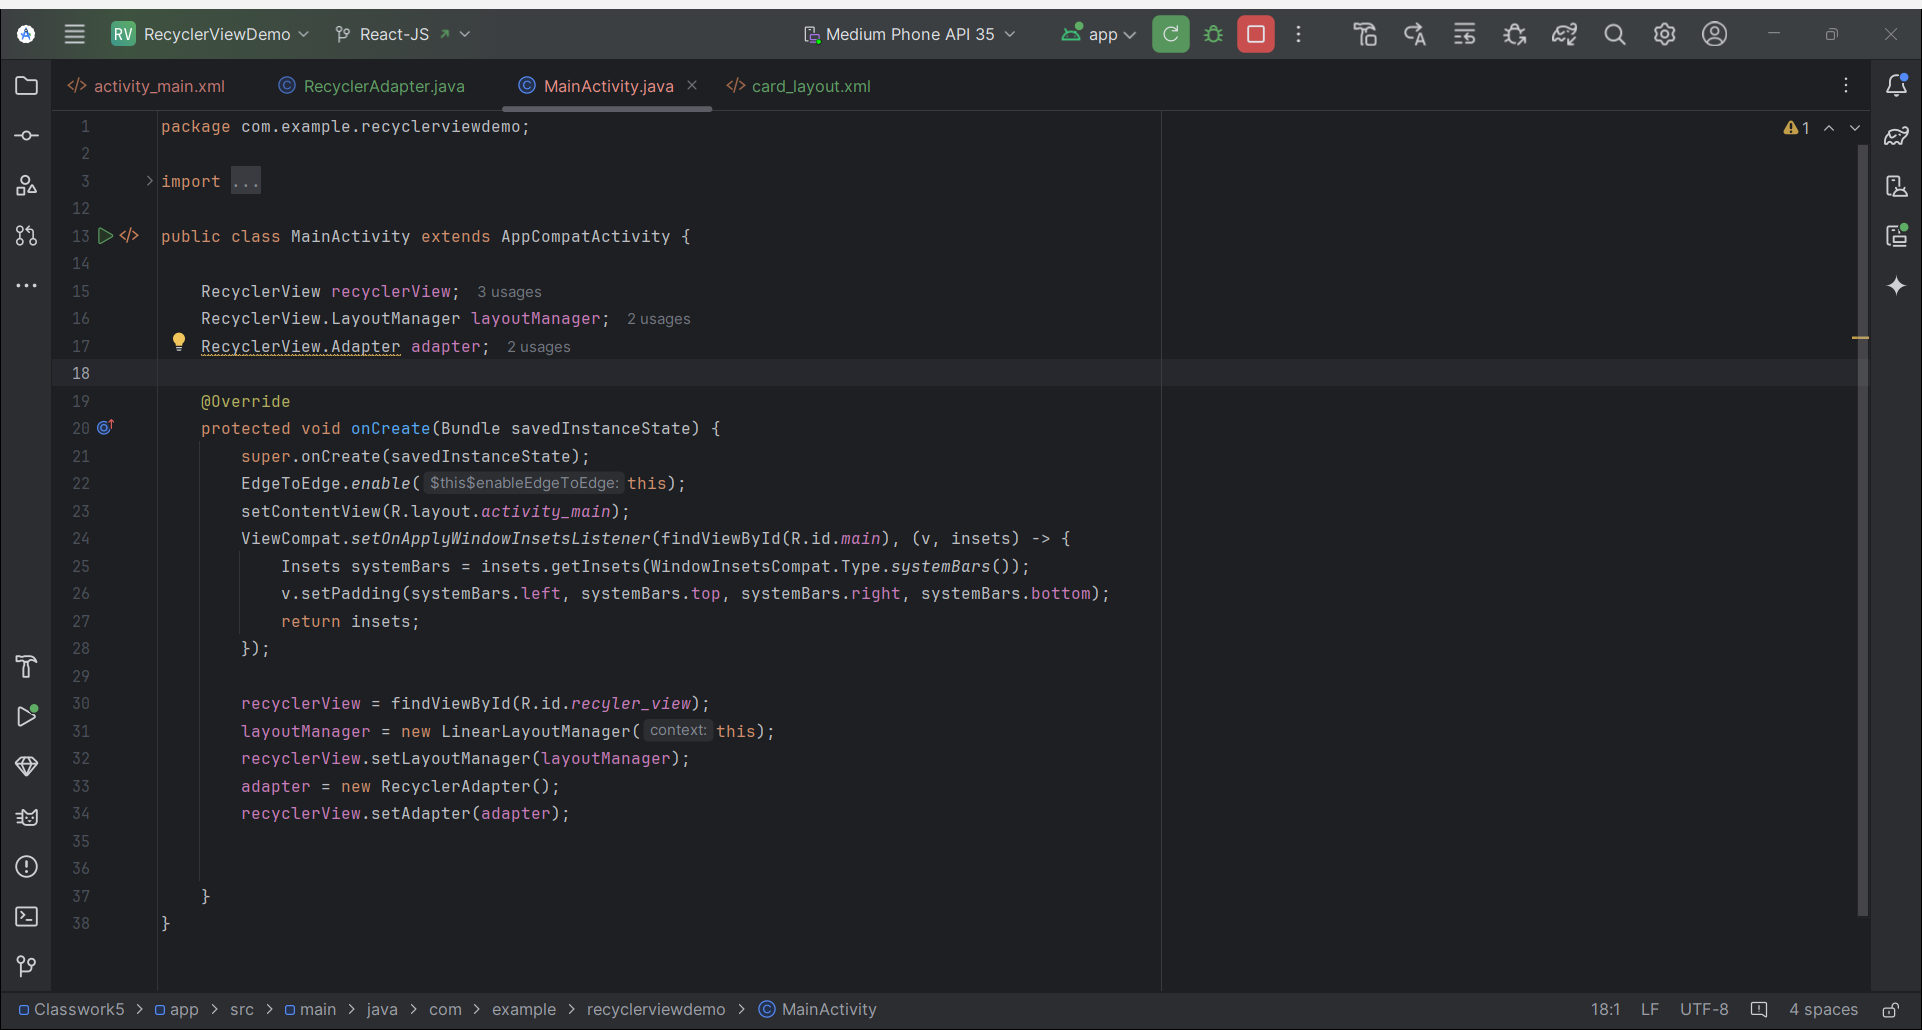 RV RecyclerViewDemo React-JS Medium Phone API 35 app
activity_main.xml RecyclerAdapter.java MainActivity.java card_layout.xml
1 package com.example.recyclerviewdemo; 1
2
3 import ...
12
13 public class MainActivity extends AppCompatActivity {
14
15 RecyclerView recyclerView; 3 usages
16 RecyclerView.LayoutManager layoutManager; 2 usages
17 RecyclerView.Adapter adapter; 2 usages
18
19 @Override
20 protected void onCreate(Bundle savedInstanceState) {
21 super.onCreate(savedInstanceState);
22 EdgeToEdge.enable( $this$enableEdgeToEdge: this);
23 setContentView(R.layout.activity_main);
24 ViewCompat.setOnApplyWindowInsetsListener(findViewById(R.id.main), (v, insets) -> {
25 Insets systemBars = insets.getInsets(WindowInsetsCompat.Type.systemBars());
26 v.setPadding(systemBars.left, systemBars.top, systemBars.right, systemBars.bottom);
27 return insets;
28 });
29
30 recyclerView = findViewById(R.id.recyler_view);
31 layoutManager = new LinearLayoutManager( context: this);
32 recyclerView.setLayoutManager(layoutManager);
33 adapter = new RecyclerAdapter();
34 recyclerView.setAdapter(adapter);
35
36
37 }
38 }
Classwork5 > app > src > main > java > com > example > recyclerviewdemo > MainActivity 18:1 LF UTF-8 4 spaces